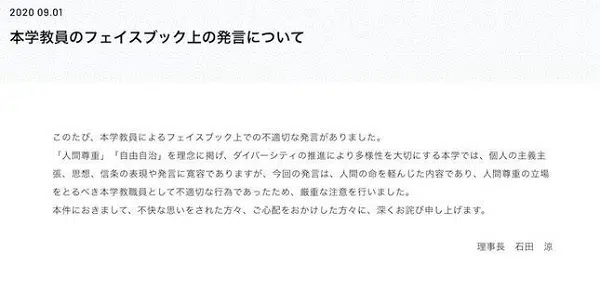 2020 09.01
本学教員のフェイスブック上の発言について
このたび、本学教員によるフェイスブック上での不適切な発言がありました。
「人間尊重」「自由自治」を理念に掲げ、ダイバーシティの推進により多様性を大切にする本学では、個人の主義主
張、思想、信条の表現や発言に寛容でありますが、今回の発言は、人間の命を軽んじた内容であり、人間尊重の立場
をとるべき本学教職員として不適切な行為であったため、厳重な注意を行いました。
本件におきまして、不快な思いをされた方々、ご心配をおかけした方々に、深くお詫び申し上げます。
理事長 石田 涼